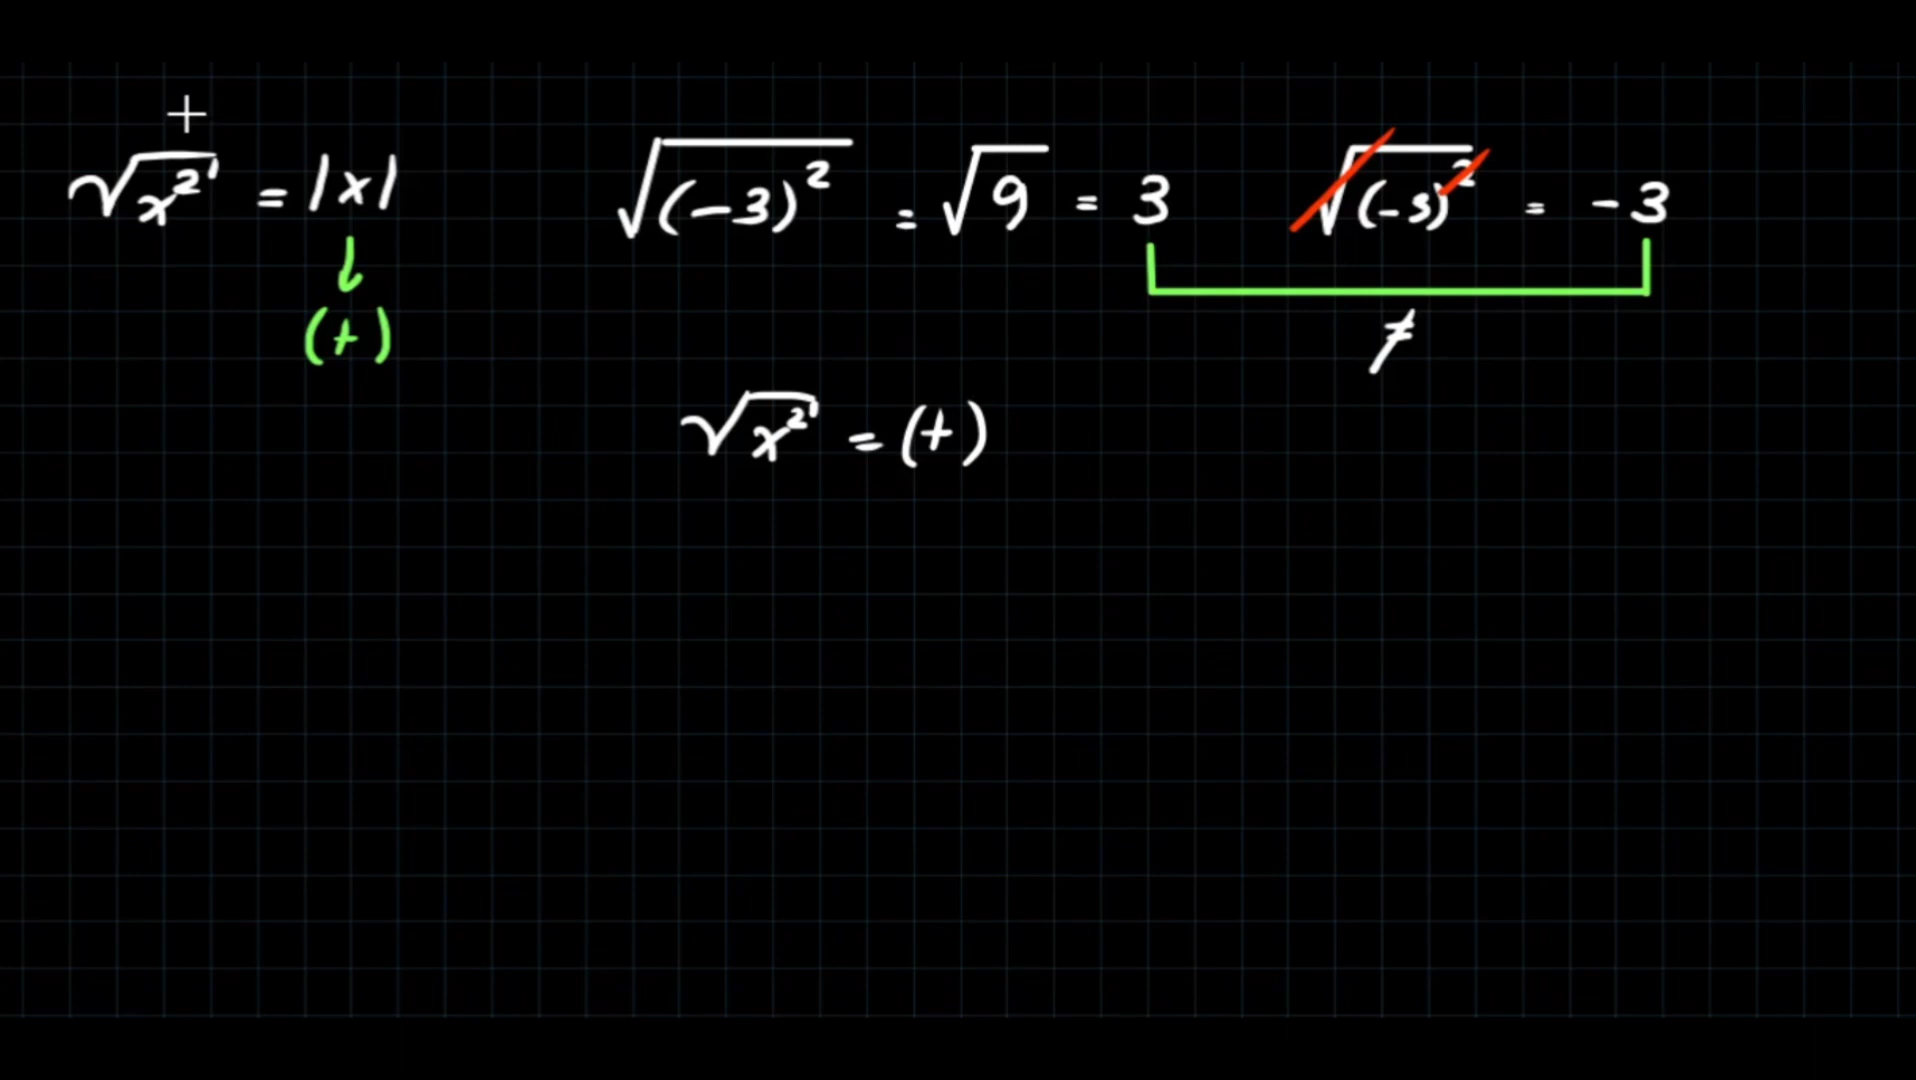 √x² = |x|
√(-3)² = √9 = 3
√(-3)² = -3
(+)
≠
√x² = (+)